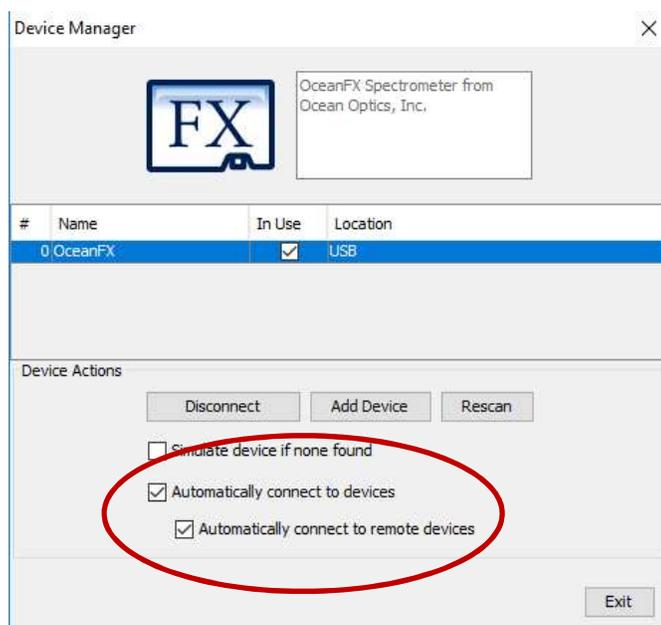 Device Manager
FX
OceanFX Spectrometer from
Ocean Optics, Inc.
# Name In Use Location
0 OceanFX USB
Device Actions
Disconnect Add Device Rescan
Simulate device if none found
Automatically connect to devices
Automatically connect to remote devices
Exit